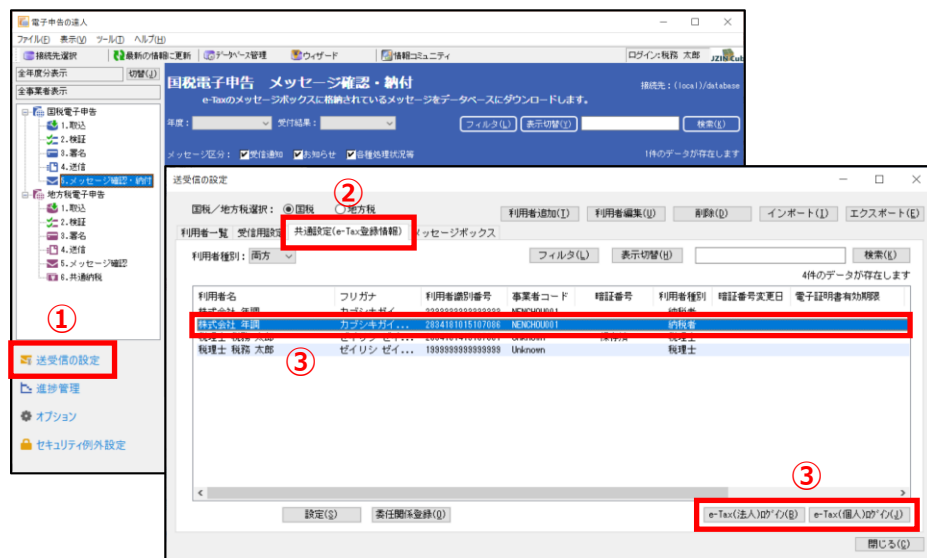 電子申告の達人
ファイル(F) 表示(V) ツール(T) ヘルプ(H)
接続先選択 最新の情報に更新 データベース管理 ウィザード 情報コミュニティ ログイン:税務 太郎
全年度分表示 切替(J)
全事業者表示
国税電子申告
1.取込
2.検証
3.署名
4.送信
5.メッセージ確認・納付
地方税電子申告
1.取込
2.検証
3.署名
4.送信
5.メッセージ確認
6.共通納税
①
送受信の設定
進捗管理
オプション
セキュリティ例外設定
国税電子申告 メッセージ確認・納付
接続先:(local)/database
e-Taxのメッセージボックスに格納されているメッセージをデータベースにダウンロードします。
年度: 受付結果: フィルタ(L) 表示切替(Y) 検索(K)
メッセージ区分: 受信通知 お知らせ 各種処理状況等 1件のデータが存在します
送受信の設定
②
国税/地方税選択: 国税 地方税 利用者追加(I) 利用者編集(U) 削除(D) インポート(I) エクスポート(E)
利用者一覧 受信用設定 共通設定(e-Tax登録情報) メッセージボックス
利用者種別: 両方 フィルタ(L) 表示切替(H) 検索(K)
4件のデータが存在します
利用者名 フリガナ 利用者識別番号 事業者コード 暗証番号 利用者種別 暗証番号変更日 電子証明書有効期限
株式会社 年調 カブシキガイ... NENCHOU001 納税者
税理士 税務 太郎 ゼイリシ ゼイ... Unknown 税理士
③
③
設定(S) 委任関係登録(Q) e-Tax(法人)ログイン(B) e-Tax(個人)ログイン(J)
閉じる(C)